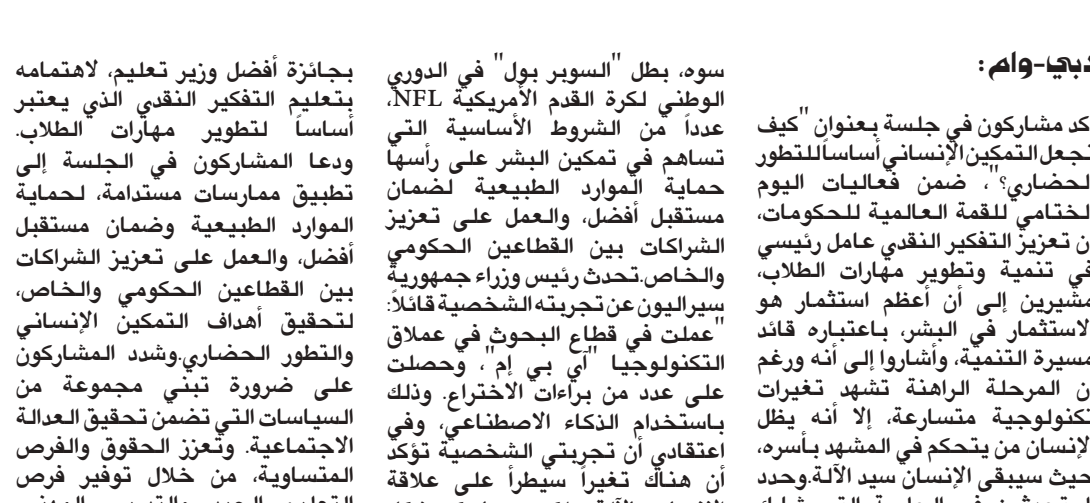 دبي-وام:
كد مشاركون في جلسة بعنوان "كيف
نجعل التمكين الإنساني أساساً للتطور
لحضاري؟"، ضمن فعاليات اليوم
لختامي للقمة العالمية للحكومات،
ن تعزيز التفكير النقدي عامل رئيسي
في تنمية وتطوير مهارات الطلاب،
مشيرين إلى أن أعظم استثمار هو
لاستثمار في البشر، باعتباره قائد
مسيرة التنمية، وأشاروا إلى أنه ورغم
ن المرحلة الراهنة تشهد تغيرات
تكنولوجية متسارعة، إلا أنه يظل
لإنسان من يتحكم في المشهد بأسره،
حيث سيبقى الإنسان سيد الآلة.وحدد
سوه، بطل "السوبر بول" في الدوري
الوطني لكرة القدم الأمريكية NFL،
عدداً من الشروط الأساسية التي
تساهم في تمكين البشر على رأسها
حماية الموارد الطبيعية لضمان
مستقبل أفضل، والعمل على تعزيز
الشراكات بين القطاعين الحكومي
والخاص.تحدث رئيس وزراء جمهورية
سيراليون عن تجربته الشخصية قائلاً:
"عملت في قطاع البحوث في عملاق
التكنولوجيا "آي بي إم"، وحصلت
على عدد من براءات الاختراع. وذلك
باستخدام الذكاء الاصطناعي، وفي
اعتقادي أن تجربتي الشخصية تؤكد
أن هناك تغيراً سيطرأ على علاقة
بجائزة أفضل وزير تعليم، لاهتمامه
بتعليم التفكير النقدي الذي يعتبر
أساساً لتطوير مهارات الطلاب.
ودعا المشاركون في الجلسة إلى
تطبيق ممارسات مستدامة، لحماية
الموارد الطبيعية وضمان مستقبل
أفضل، والعمل على تعزيز الشراكات
بين القطاعين الحكومي والخاص،
لتحقيق أهداف التمكين الإنساني
والتطور الحضاري.وشدد المشاركون
على ضرورة تبني مجموعة من
السياسات التي تضمن تحقيق العدالة
الاجتماعية. وتعزز الحقوق والفرص
المتساوية، من خلال توفير فرص